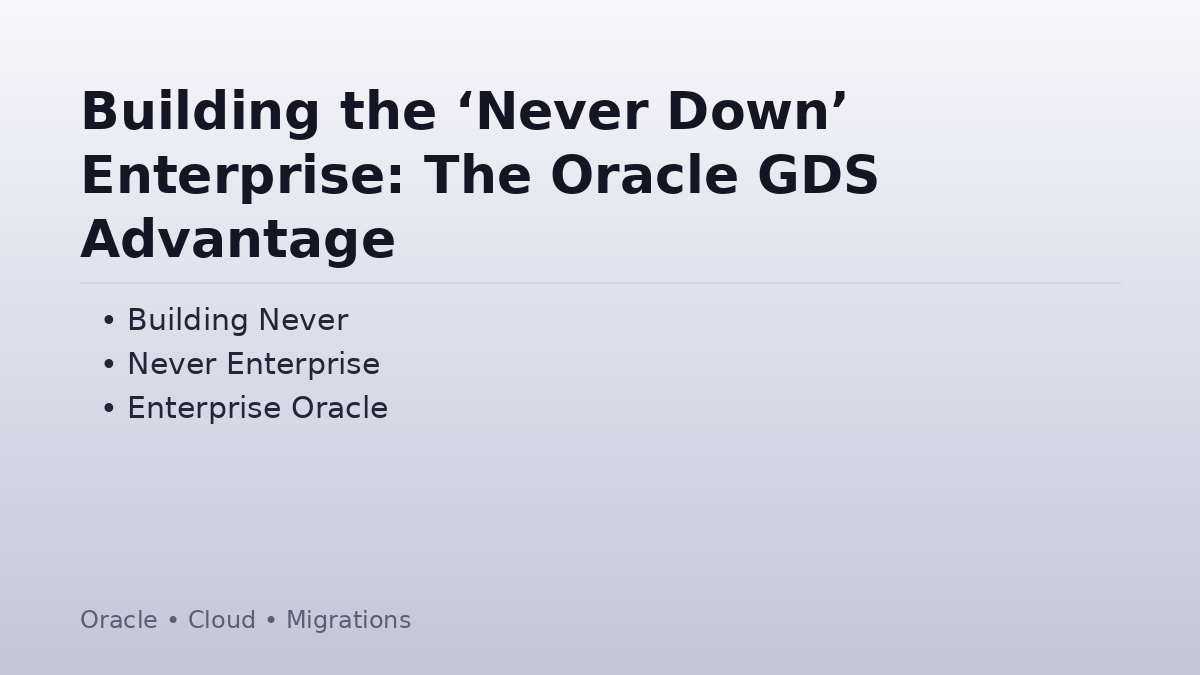 Building the ‘Never Down’
Enterprise: The Oracle GDS
Advantage
• Building Never
• Never Enterprise
• Enterprise Oracle
Oracle • Cloud • Migrations